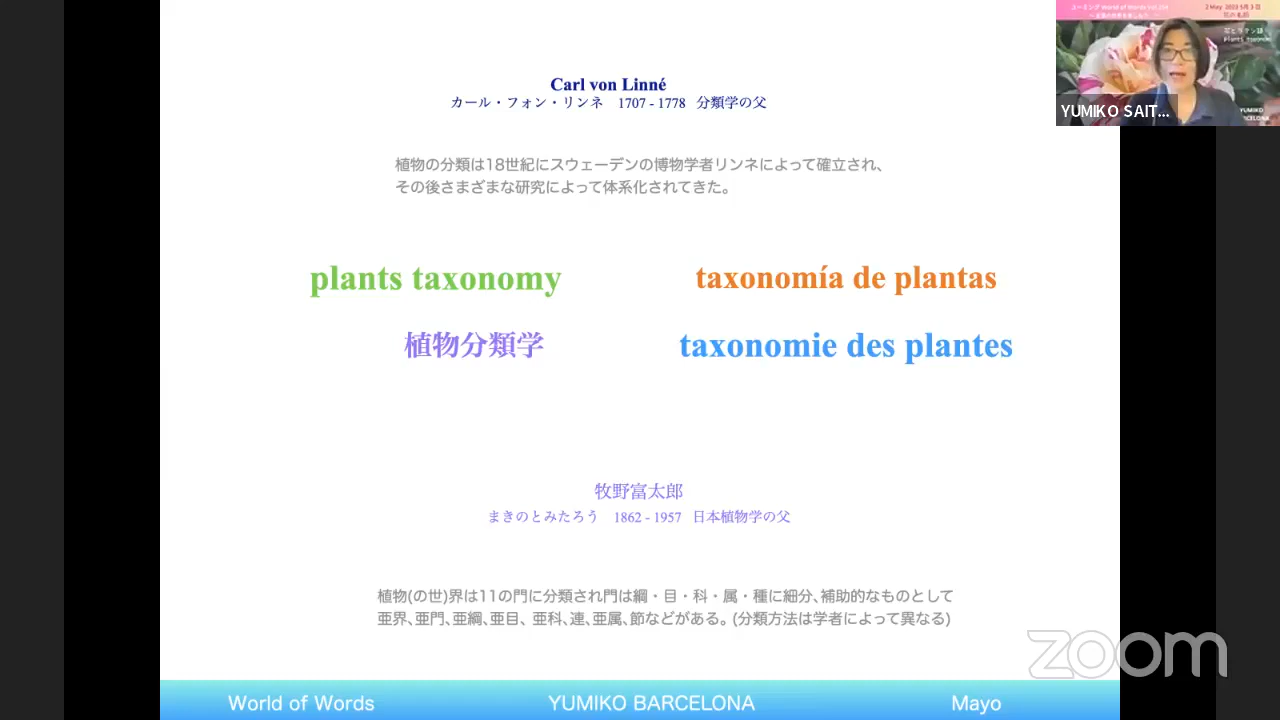 Carl von Linné
カール・フォン・リンネ 1707 - 1778 分類学の父
植物の分類は18世紀にスウェーデンの博物学者リンネによって確立され、
その後さまざまな研究によって体系化されてきた。
plants taxonomy
taxonomía de plantas
植物分類学
taxonomie des plantes
牧野富太郎
まきのとみたろう 1862 - 1957 日本植物学の父
植物(の世)界は11の門に分類され門は綱・目・科・属・種に細分、補助的なものとして
亜界、亜門、亜綱、亜目、亜科、連、亜属、節などがある。(分類方法は学者によって異なる)
World of Words
YUMIKO BARCELONA
Mayo
YUMIKO SAIT...
zoom